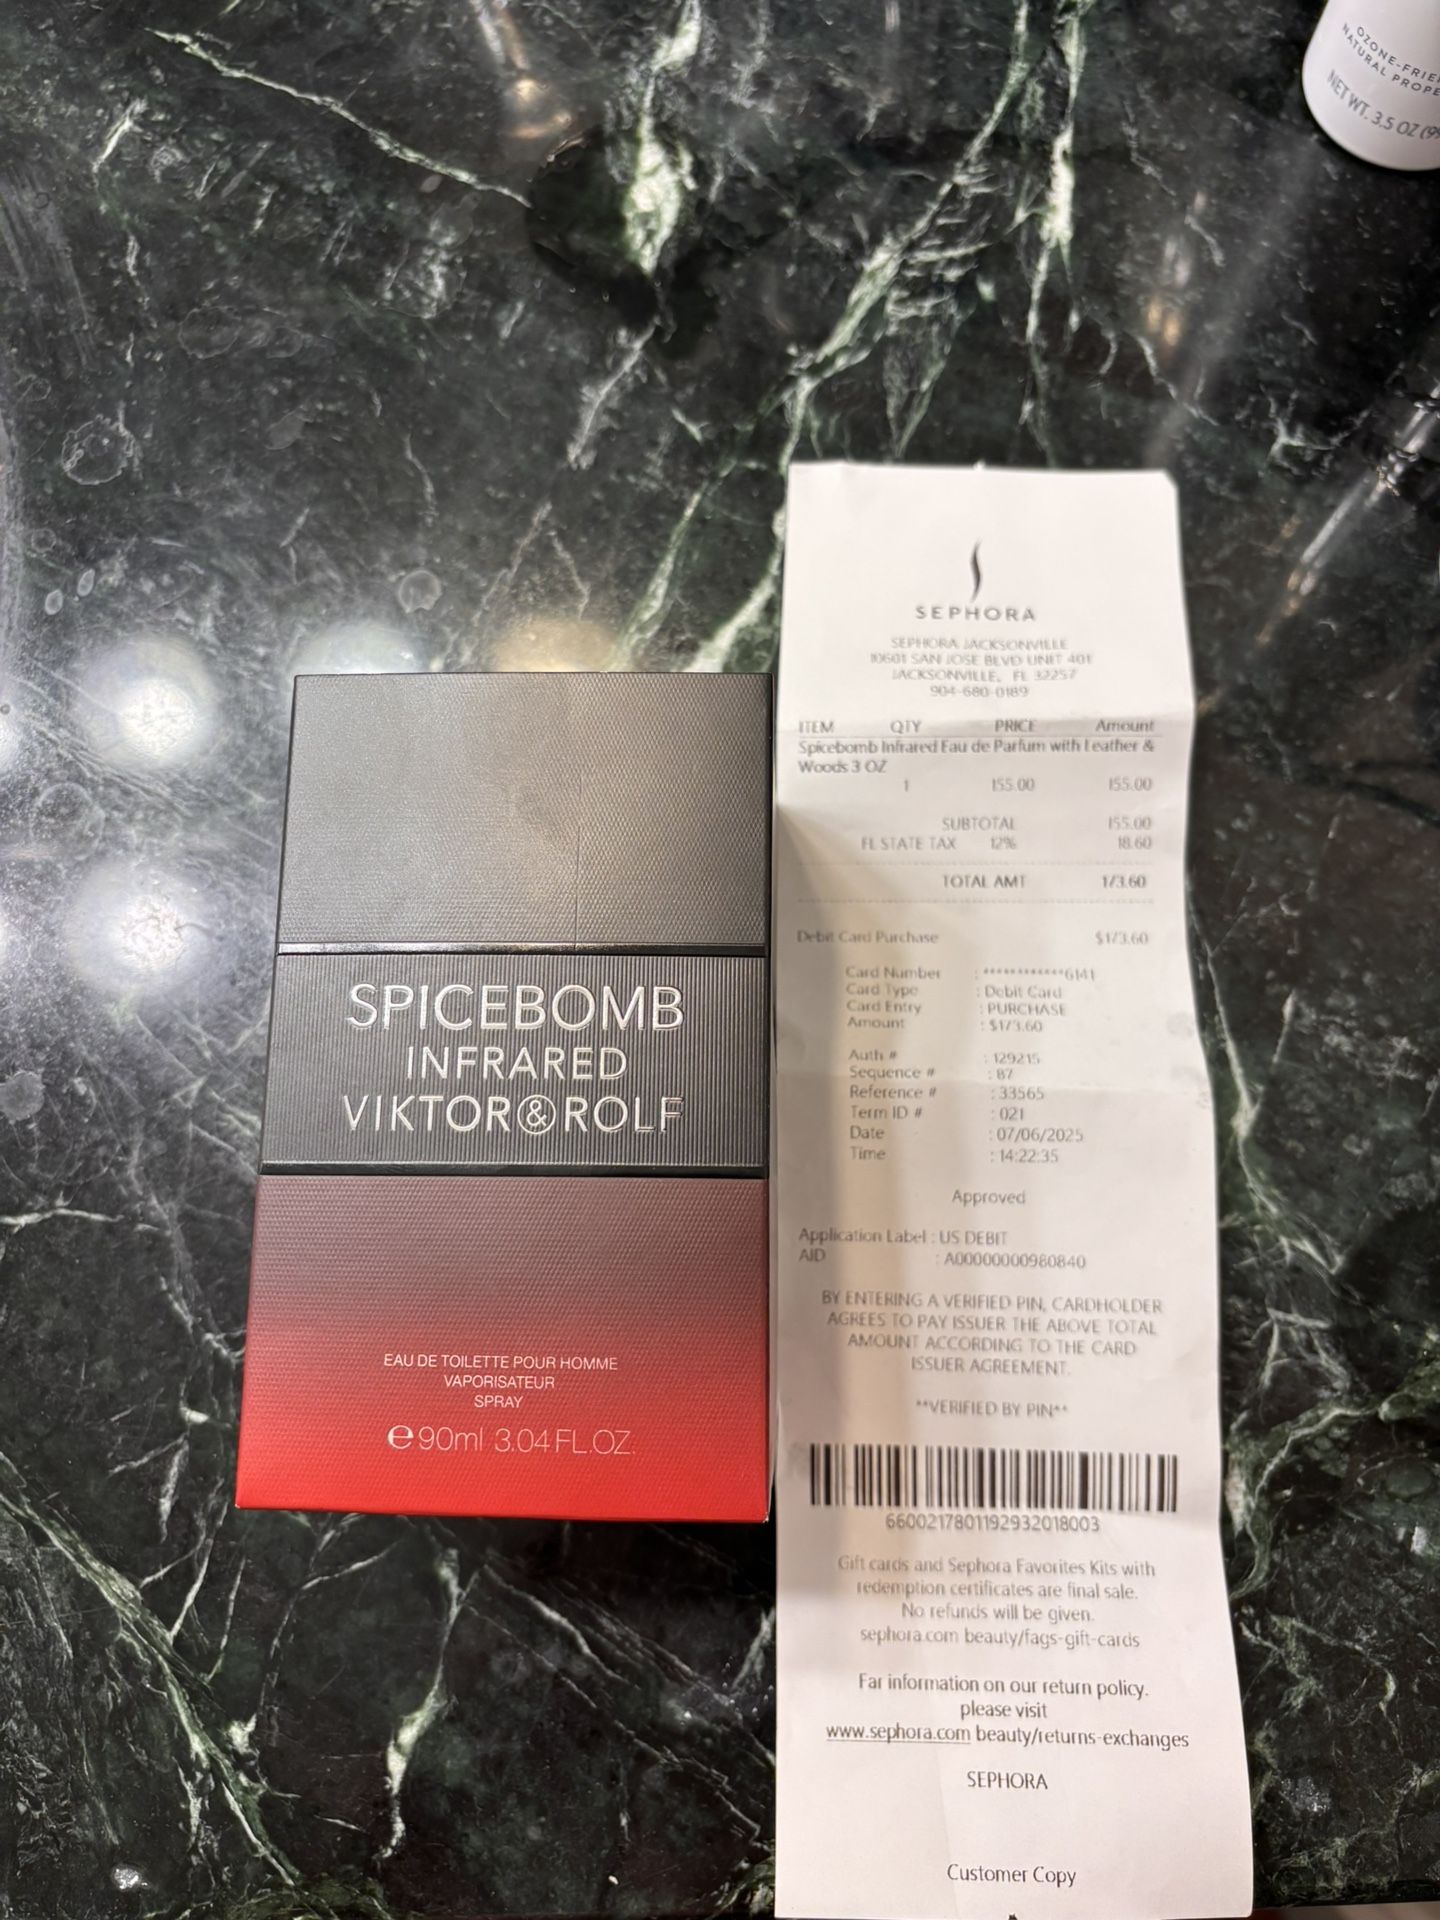 OZONE-FRIE
NATURAL PROPE
NET WT. 3.5 OZ (9
SEPHORA
SEPHORA JACKSONVILLE
10601 SAN JOSE BLVD UNIT 401
JACKSONVILLE, FL 32257
904-680-0189
ITEM QTY PRICE Amount
Spicebomb Infrared Eau de Parfum with Leather &
Woods 3 OZ
1 155.00 155.00
SUBTOTAL 155.00
FL STATE TAX 12% 18.60
TOTAL AMT 173.60
Debit Card Purchase $173.60
Card Number : ************6141
Card Type : Debit Card
Card Entry : PURCHASE
Amount : $173.60
Auth # : 129215
Sequence # : 87
Reference # : 33565
Term ID # : 021
Date : 07/06/2025
Time : 14:22:35
Approved
Application Label : US DEBIT
AID : A00000000980840
BY ENTERING A VERIFIED PIN, CARDHOLDER
AGREES TO PAY ISSUER THE ABOVE TOTAL
AMOUNT ACCORDING TO THE CARD
ISSUER AGREEMENT.
**VERIFIED BY PIN**
6600217801192932018003
Gift cards and Sephora Favorites Kits with
redemption certificates are final sale.
No refunds will be given.
sephora.com beauty/fags-gift-cards
Far information on our return policy.
please visit
www.sephora.com beauty/returns-exchanges
SEPHORA
Customer Copy
SPICEBOMB
INFRARED
VIKTOR&ROLF
EAU DE TOILETTE POUR HOMME
VAPORISATEUR
SPRAY
e 90ml 3.04 FL.OZ.